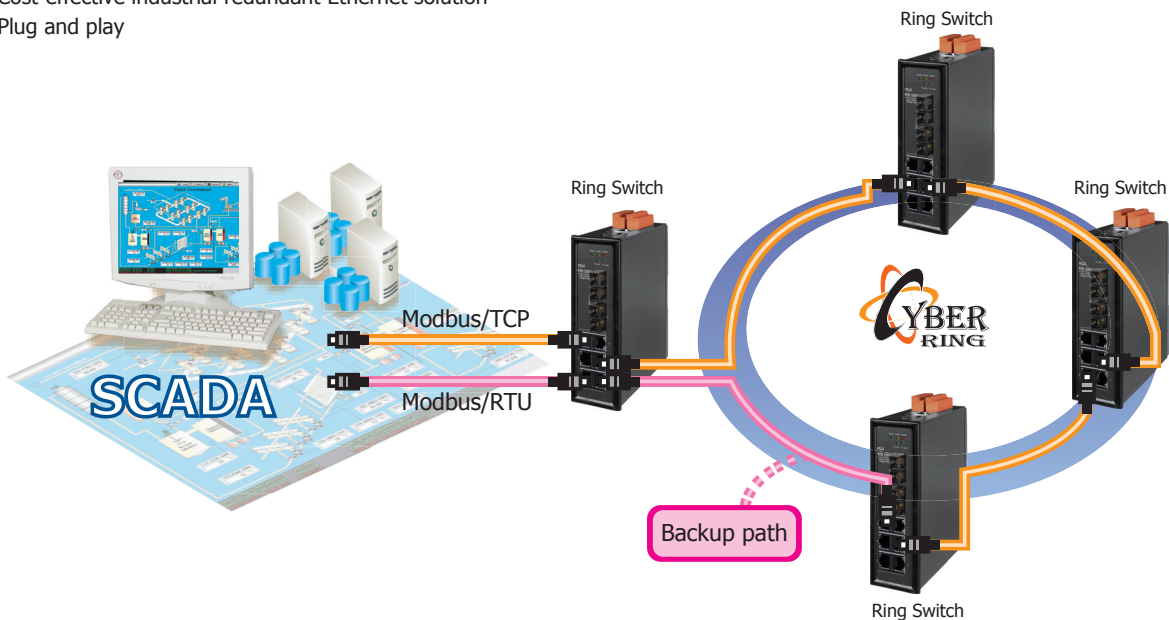 Cost-effective industrial redundant Ethernet solution
Plug and play
Ring Switch
Ring Switch
Ring Switch
CYBER
RING
Modbus/TCP
SCADA
Modbus/RTU
Backup path
Ring Switch